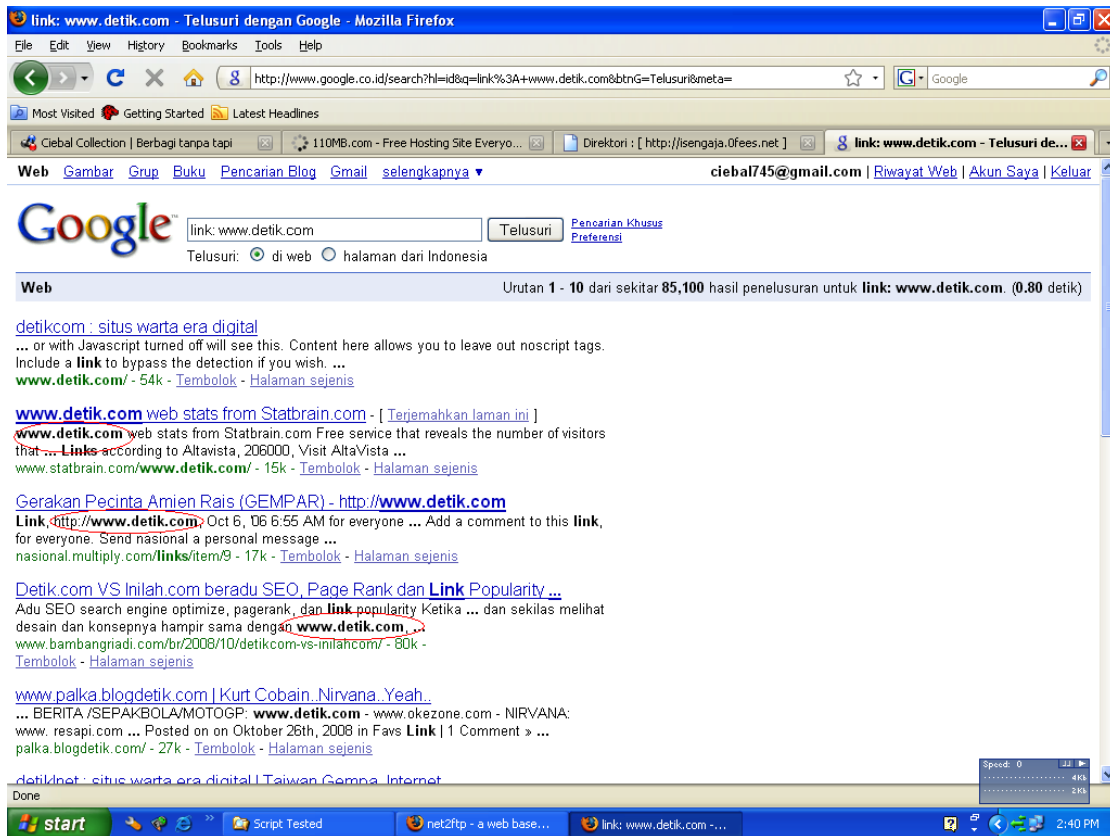 link: www.detik.com - Telusuri dengan Google - Mozilla Firefox
File Edit View History Bookmarks Tools Help
http://www.google.co.id/search?hl=id&q=link%3A+www.detik.com&btnG=Telusuri&meta= Google
Most Visited Getting Started Latest Headlines
Ciebal Collection | Berbagi tanpa tapi 110MB.com - Free Hosting Site Everyo... Direktori : [ http://isengaja.0fees.net ] link: www.detik.com - Telusuri de...
Web Gambar Grup Buku Pencarian Blog Gmail selengkapnya ▼ ciebal745@gmail.com | Riwayat Web | Akun Saya | Keluar
Google link: www.detik.com Telusuri Pencarian Khusus
Preferensi
Telusuri: di web halaman dari Indonesia
Web Urutan 1 - 10 dari sekitar 85,100 hasil penelusuran untuk link: www.detik.com. (0.80 detik)
detikcom : situs warta era digital
... or with Javascript turned off will see this. Content here allows you to leave out noscript tags.
Include a link to bypass the detection if you wish. ...
www.detik.com/ - 54k - Tembolok - Halaman sejenis
www.detik.com web stats from Statbrain.com - [ Terjemahkan laman ini ]
www.detik.com web stats from Statbrain.com Free service that reveals the number of visitors
that ... Links according to Altavista, 206000, Visit AltaVista ...
www.statbrain.com/www.detik.com/ - 15k - Tembolok - Halaman sejenis
Gerakan Pecinta Amien Rais (GEMPAR) - http://www.detik.com
Link, http://www.detik.com, Oct 6, '06 6:55 AM for everyone ... Add a comment to this link,
for everyone. Send nasional a personal message ...
nasional.multiply.com/links/item/9 - 17k - Tembolok - Halaman sejenis
Detik.com VS Inilah.com beradu SEO, Page Rank dan Link Popularity ...
Adu SEO search engine optimize, pagerank, dan link popularity Ketika ... dan sekilas melihat
desain dan konsepnya hampir sama dengan www.detik.com, ...
www.bambangriadi.com/br/2008/10/detikcom-vs-inilahcom/ - 80k -
Tembolok - Halaman sejenis
www.palka.blogdetik.com | Kurt Cobain..Nirvana..Yeah..
... BERITA /SEPAKBOLA/MOTOGP: www.detik.com - www.okezone.com - NIRVANA:
www. resapi.com ... Posted on on Oktober 26th, 2008 in Favs Link | 1 Comment » ...
palka.blogdetik.com/ - 27k - Tembolok - Halaman sejenis
detikInet : situs warta era digital | Taiwan Gempa, Internet
Speed: 0
4Kb
2Kb
Done
start Script Tested net2ftp - a web base... link: www.detik.com -... 2:40 PM